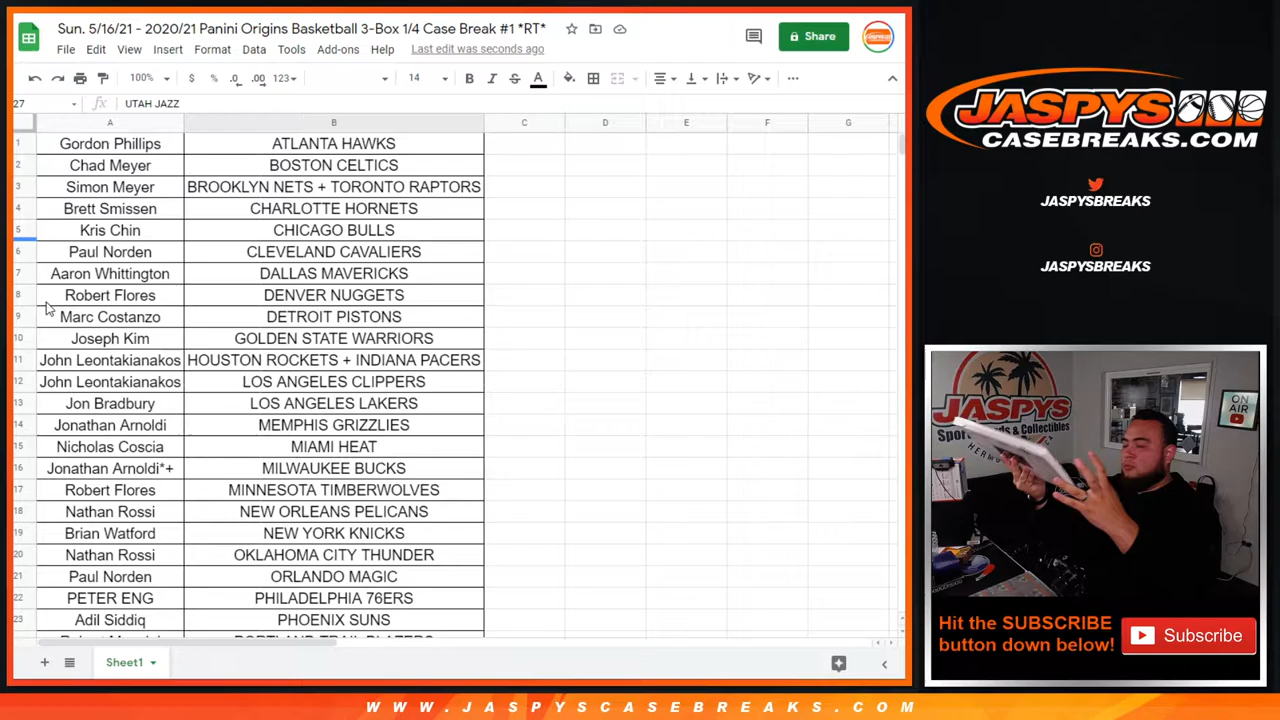 Sun. 5/16/21 - 2020/21 Panini Origins Basketball 3-Box 1/4 Case Break #1 *RT*
File Edit View Insert Format Data Tools Add-ons Help Last edit was seconds ago
Share
100% $ % .0 .00 123 14 B I S A
27 fx UTAH JAZZ
A B C D E F G
1 Gordon Phillips ATLANTA HAWKS
2 Chad Meyer BOSTON CELTICS
3 Simon Meyer BROOKLYN NETS + TORONTO RAPTORS
4 Brett Smissen CHARLOTTE HORNETS
5 Kris Chin CHICAGO BULLS
6 Paul Norden CLEVELAND CAVALIERS
7 Aaron Whittington DALLAS MAVERICKS
8 Robert Flores DENVER NUGGETS
9 Marc Costanzo DETROIT PISTONS
10 Joseph Kim GOLDEN STATE WARRIORS
11 John Leontakianakos HOUSTON ROCKETS + INDIANA PACERS
12 John Leontakianakos LOS ANGELES CLIPPERS
13 Jon Bradbury LOS ANGELES LAKERS
14 Jonathan Arnoldi MEMPHIS GRIZZLIES
15 Nicholas Coscia MIAMI HEAT
16 Jonathan Arnoldi*+ MILWAUKEE BUCKS
17 Robert Flores MINNESOTA TIMBERWOLVES
18 Nathan Rossi NEW ORLEANS PELICANS
19 Brian Watford NEW YORK KNICKS
20 Nathan Rossi OKLAHOMA CITY THUNDER
21 Paul Norden ORLANDO MAGIC
22 PETER ENG PHILADELPHIA 76ERS
23 Adil Siddiq PHOENIX SUNS
PORTLAND TRAIL BLAZERS
Sheet1
JASPYS
CASEBREAKS.COM
JASPYSBREAKS
JASPYSBREAKS
JASPYS
ON
AIR
Hit the SUBSCRIBE
button down below!
Subscribe
WWW.JASPYSCASEBREAKS.COM